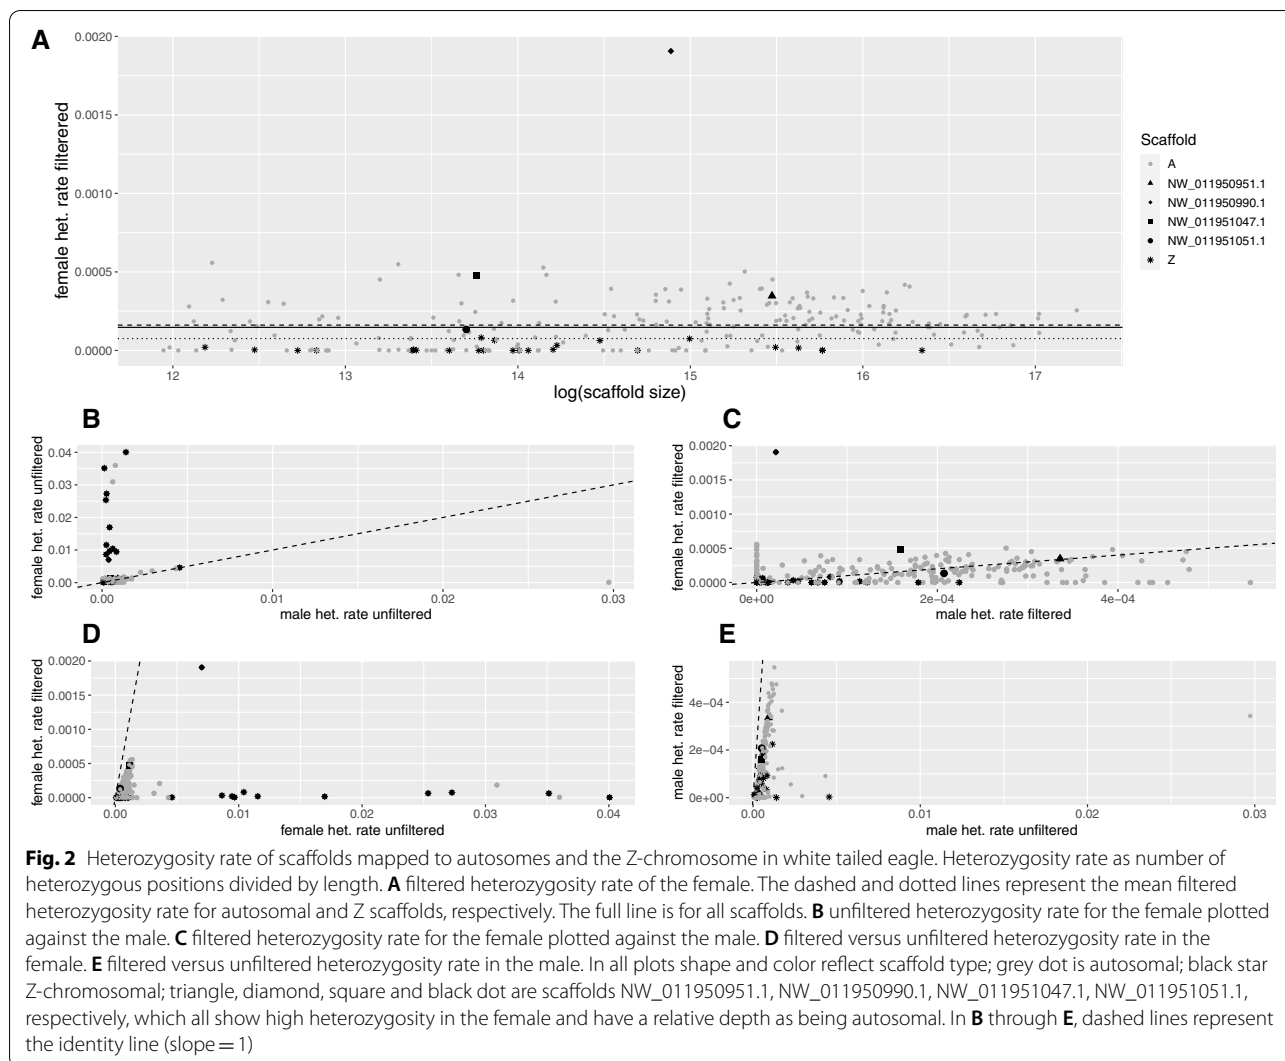 A
0.0020
0.0015
0.0010
0.0005
0.0000
female het. rate filterered
12 13 14 15 16 17
log(scaffold size)
Scaffold
A
NW_011950951.1
NW_011950990.1
NW_011951047.1
NW_011951051.1
Z
B
0.04
0.03
0.02
0.01
0.00
female het. rate unfiltered
0.00 0.01 0.02 0.03
male het. rate unfiltered
C
0.0020
0.0015
0.0010
0.0005
0.0000
female het. rate filtered
0e+00 2e-04 4e-04
male het. rate filtered
D
0.0020
0.0015
0.0010
0.0005
0.0000
female het. rate filtered
0.00 0.01 0.02 0.03 0.04
female het. rate unfiltered
E
4e-04
2e-04
0e+00
male het. rate filtered
0.00 0.01 0.02 0.03
male het. rate unfiltered
Fig. 2 Heterozygosity rate of scaffolds mapped to autosomes and the Z-chromosome in white tailed eagle. Heterozygosity rate as number of
heterozygous positions divided by length. A filtered heterozygosity rate of the female. The dashed and dotted lines represent the mean filtered
heterozygosity rate for autosomal and Z scaffolds, respectively. The full line is for all scaffolds. B unfiltered heterozygosity rate for the female plotted
against the male. C filtered heterozygosity rate for the female plotted against the male. D filtered versus unfiltered heterozygosity rate in the
female. E filtered versus unfiltered heterozygosity rate in the male. In all plots shape and color reflect scaffold type; grey dot is autosomal; black star
Z-chromosomal; triangle, diamond, square and black dot are scaffolds NW_011950951.1, NW_011950990.1, NW_011951047.1, NW_011951051.1,
respectively, which all show high heterozygosity in the female and have a relative depth as being autosomal. In B through E, dashed lines represent
the identity line (slope = 1)